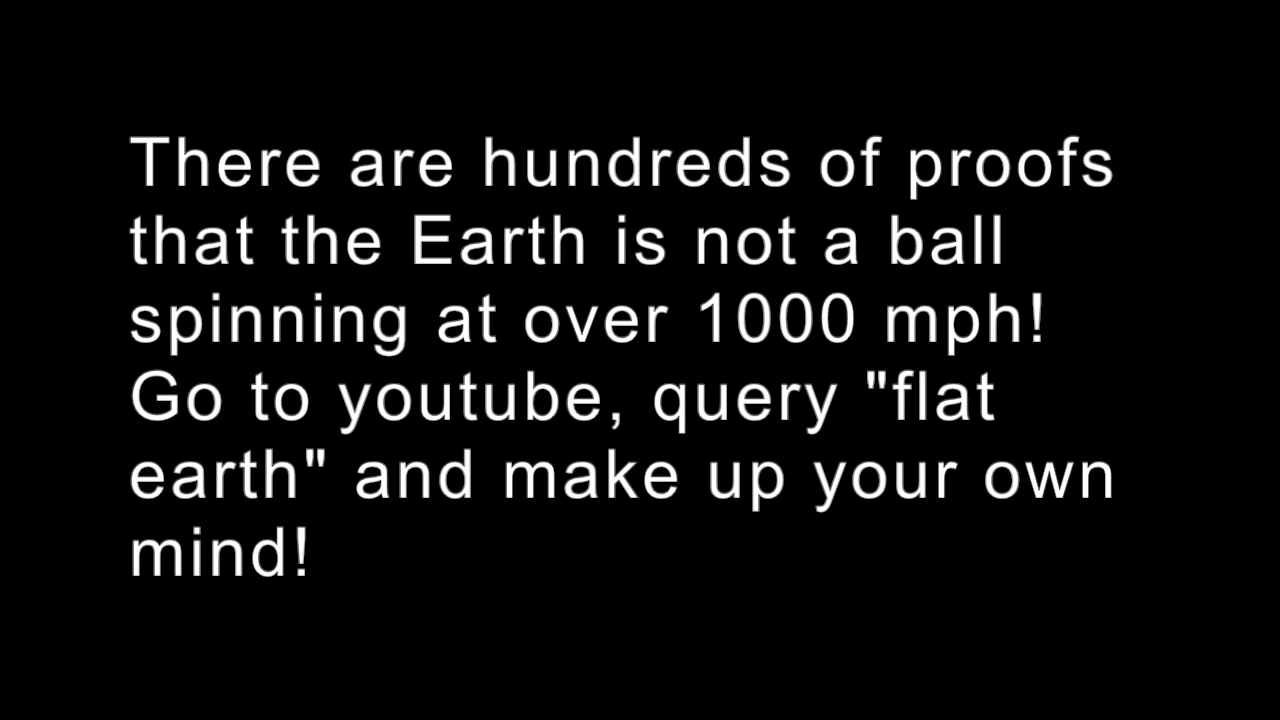 There are hundreds of proofs
that the Earth is not a ball
spinning at over 1000 mph!
Go to youtube, query "flat
earth" and make up your own
mind!